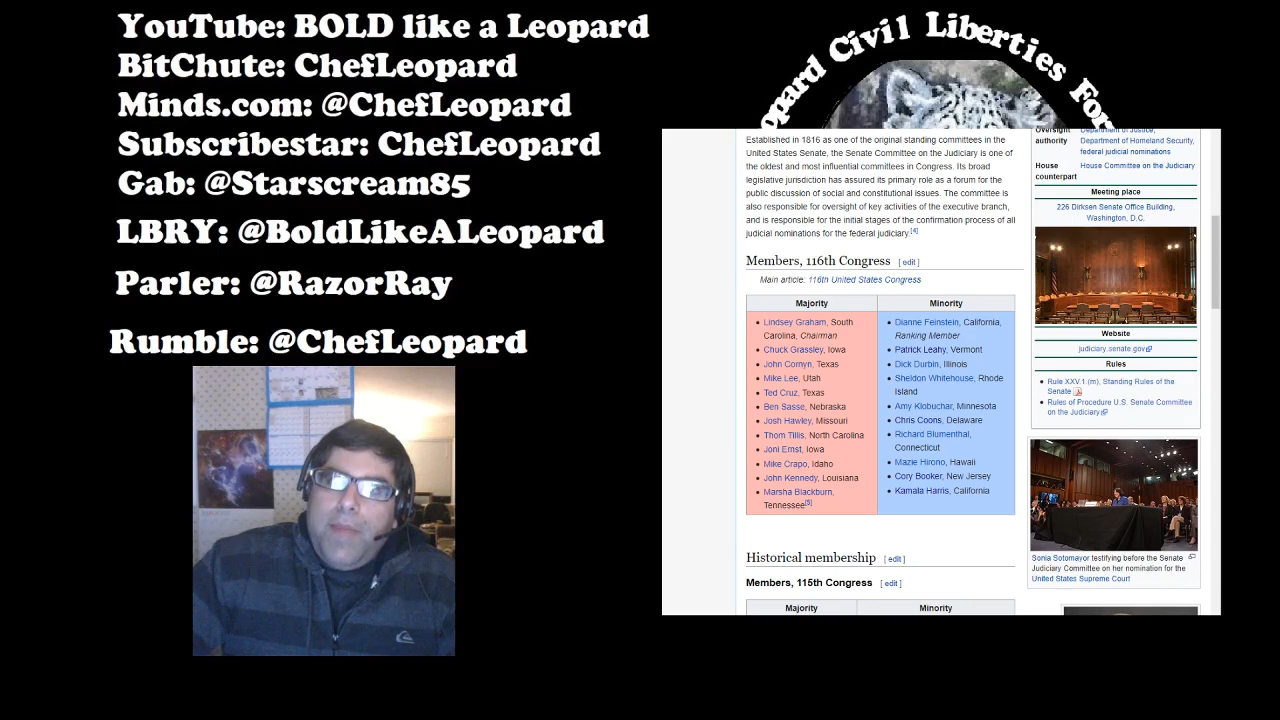 YouTube: BOLD like a Leopard
BitChute: ChefLeopard
Minds.com: @ChefLeopard
Subscribestar: ChefLeopard
Gab: @Starscream85
LBRY: @BoldLikeALeopard
Parler: @RazorRay
Rumble: @ChefLeopard
opard Civil Liberties For
Established in 1816 as one of the original standing committees in the
United States Senate, the Senate Committee on the Judiciary is one of
the oldest and most influential committees in Congress. Its broad
legislative jurisdiction has assured its primary role as a forum for the
public discussion of social and constitutional issues. The committee is
also responsible for oversight of key activities of the executive branch,
and is responsible for the initial stages of the confirmation process of all
judicial nominations for the federal judiciary.[4]
Members, 116th Congress [ edit ]
Main article: 116th United States Congress
Majority
Lindsey Graham, South
Carolina, Chairman
Chuck Grassley, Iowa
John Cornyn, Texas
Mike Lee, Utah
Ted Cruz, Texas
Ben Sasse, Nebraska
Josh Hawley, Missouri
Thom Tillis, North Carolina
Joni Ernst, Iowa
Mike Crapo, Idaho
John Kennedy, Louisiana
Marsha Blackburn,
Tennessee[5]
Minority
Dianne Feinstein, California,
Ranking Member
Patrick Leahy, Vermont
Dick Durbin, Illinois
Sheldon Whitehouse, Rhode
Island
Amy Klobuchar, Minnesota
Chris Coons, Delaware
Richard Blumenthal,
Connecticut
Mazie Hirono, Hawaii
Cory Booker, New Jersey
Kamala Harris, California
Historical membership [ edit ]
Members, 115th Congress [ edit ]
Majority Minority
Oversight
authority
Department of Justice,
Department of Homeland Security,
federal judicial nominations
House
counterpart
House Committee on the Judiciary
Meeting place
226 Dirksen Senate Office Building,
Washington, D.C.
Website
judiciary.senate.gov
Rules
Rule XXV.1.(m), Standing Rules of the
Senate
Rules of Procedure U.S. Senate Committee
on the Judiciary
Sonia Sotomayor testifying before the Senate
Judiciary Committee on her nomination for the
United States Supreme Court